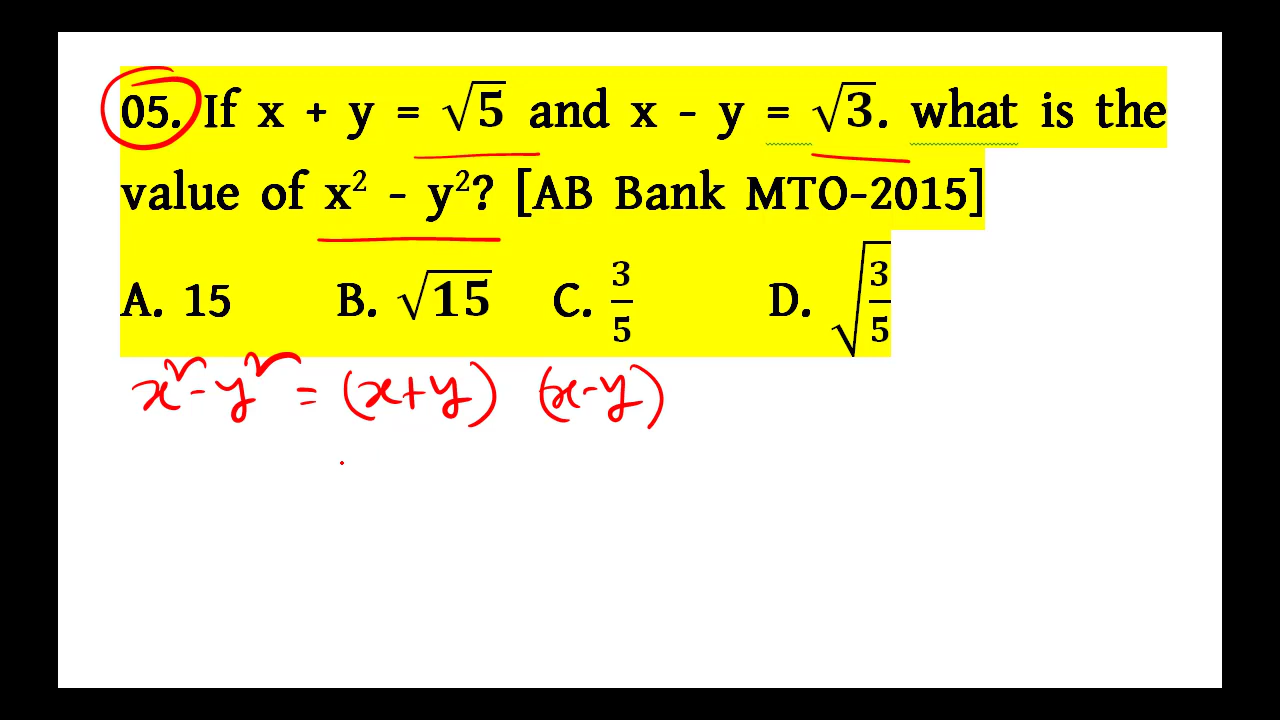 05. If x + y = √5 and x - y = √3. what is the
value of x² - y²? [AB Bank MTO-2015]
A. 15 B. √15 C. 3/5 D. √(3/5)
x² - y² = (x+y) (x-y)